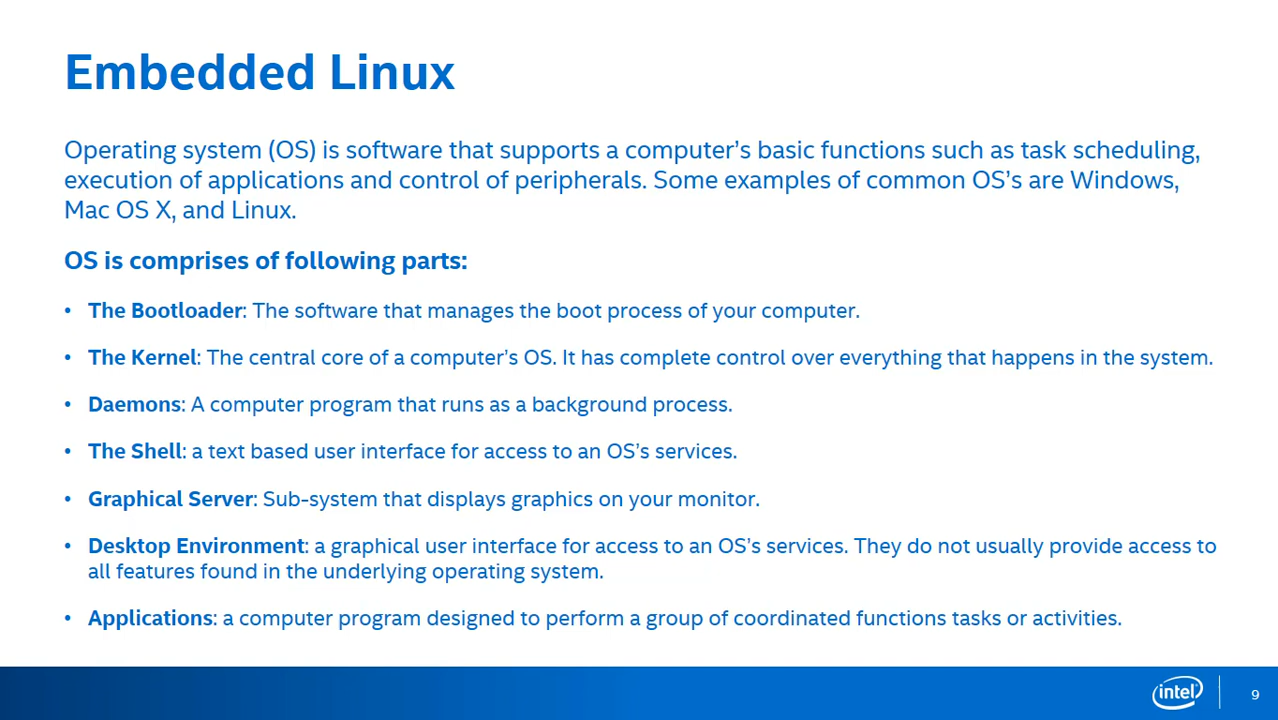 Embedded Linux
Operating system (OS) is software that supports a computer’s basic functions such as task scheduling,
execution of applications and control of peripherals. Some examples of common OS’s are Windows,
Mac OS X, and Linux.
OS is comprises of following parts:
• The Bootloader: The software that manages the boot process of your computer.
• The Kernel: The central core of a computer’s OS. It has complete control over everything that happens in the system.
• Daemons: A computer program that runs as a background process.
• The Shell: a text based user interface for access to an OS’s services.
• Graphical Server: Sub-system that displays graphics on your monitor.
• Desktop Environment: a graphical user interface for access to an OS’s services. They do not usually provide access to
all features found in the underlying operating system.
• Applications: a computer program designed to perform a group of coordinated functions tasks or activities.
intel
9